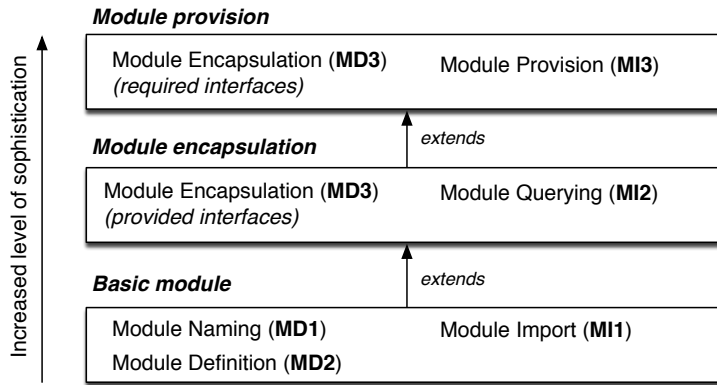 Module provision
Module Encapsulation (MD3)
(required interfaces)
Module Provision (MI3)
extends
Module encapsulation
Module Encapsulation (MD3)
(provided interfaces)
Module Querying (MI2)
extends
Basic module
Module Naming (MD1)
Module Definition (MD2)
Module Import (MI1)
Increased level of sophistication